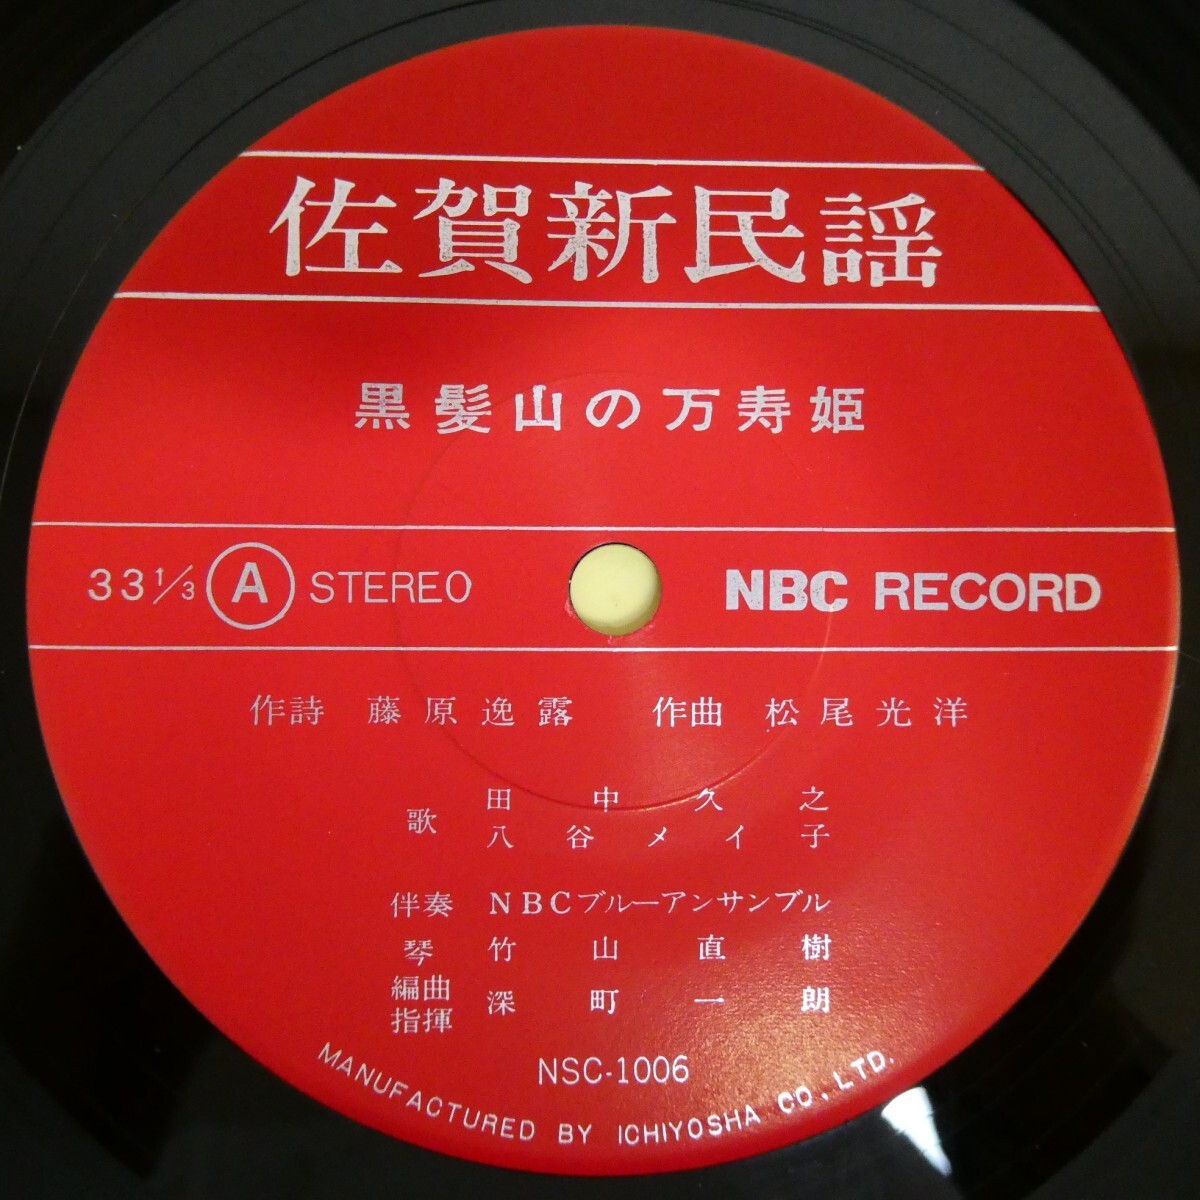 佐賀新民謡
黒髪山の万寿姫
33 1/3 A STEREO NBC RECORD
作詩 藤原逸露 作曲 松尾光洋
歌 田中久之
八谷メイ子
伴奏 NBCブルーアンサンブル
琴 竹山直樹
編曲
指揮 深町一朗
NSC-1006
MANUFACTURED BY ICHIYOSHA CO., LTD.